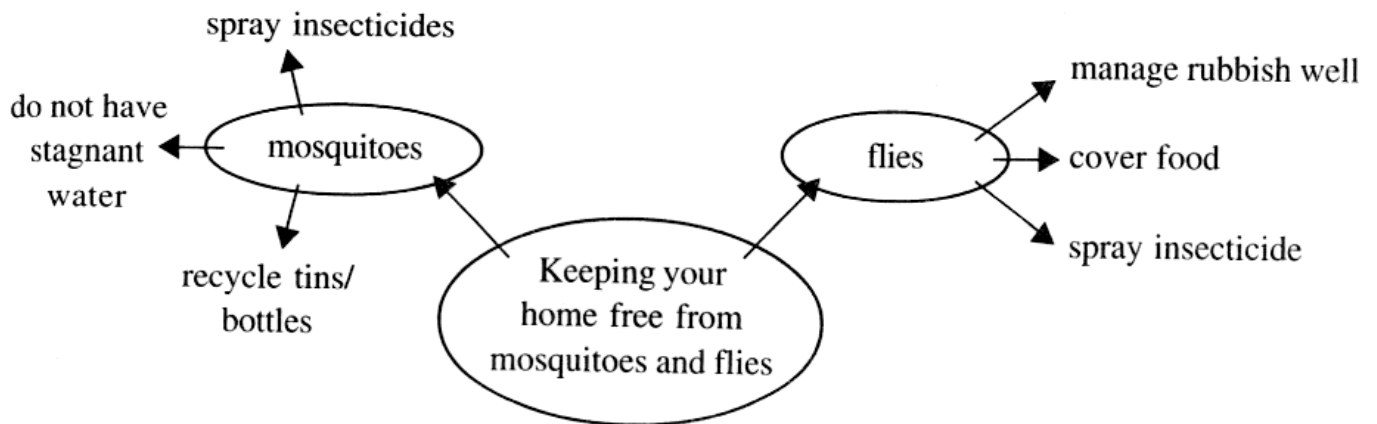 spray insecticides
do not have
stagnant
water
mosquitoes
recycle tins/
bottles
Keeping your
home free from
mosquitoes and flies
flies
manage rubbish well
cover food
spray insecticide